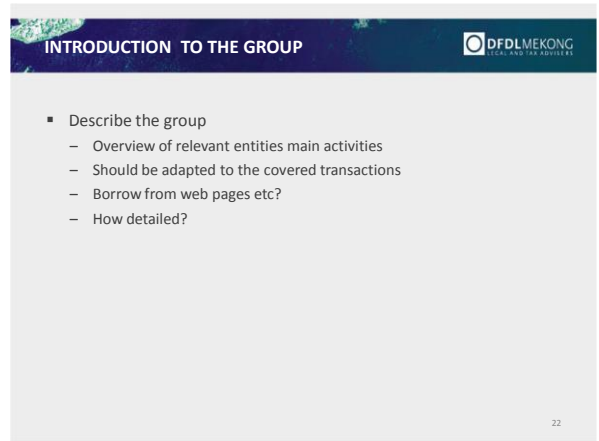 INTRODUCTION TO THE GROUP
DFDLMEKONG
LEGAL AND TAX ADVISERS
▪ Describe the group
– Overview of relevant entities main activities
– Should be adapted to the covered transactions
– Borrow from web pages etc?
– How detailed?
22